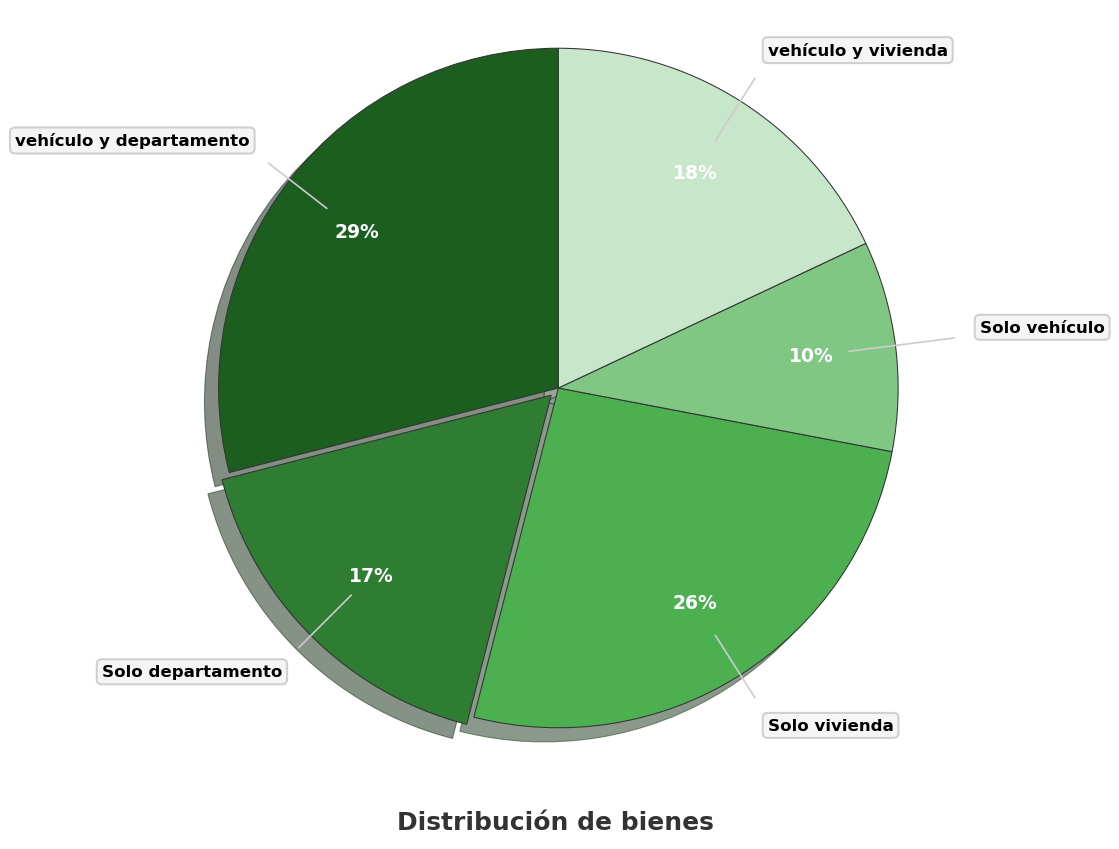 vehículo y vivienda
vehículo y departamento
18%
29%
Solo vehículo
10%
17%
26%
Solo departamento
Solo vivienda
Distribución de bienes